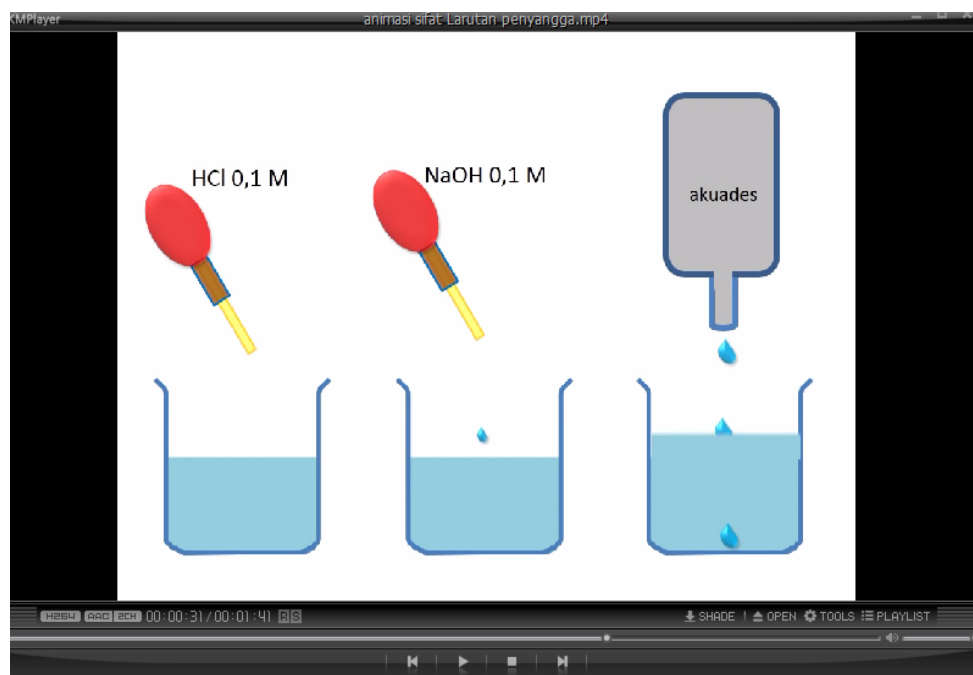 KMPlayer
animasi sifat Larutan penyangga.mp4
HCl 0,1 M
NaOH 0,1 M
akuades
H264 AAC 2CH 00:00:31/00:01:41 R S
SHADE | OPEN TOOLS PLAYLIST